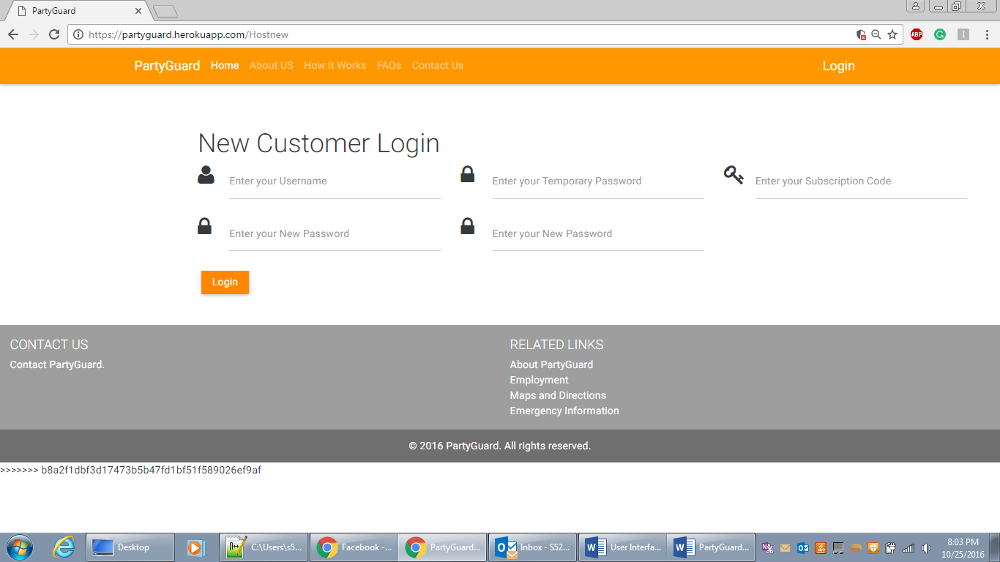 PartyGuard
https://partyguard.herokuapp.com/Hostnew
ABP
PartyGuard Home About US How It Works FAQs Contact Us Login
New Customer Login
Enter your Username Enter your Temporary Password Enter your Subscription Code
Enter your New Password Enter your New Password
Login
CONTACT US
Contact PartyGuard.
RELATED LINKS
About PartyGuard
Employment
Maps and Directions
Emergency Information
© 2016 PartyGuard. All rights reserved.
>>>>>>> b8a2f1dbf3d17473b5b47fd1bf51f589026ef9af
Desktop C:\Users\s5... Facebook -... PartyGuard... Inbox - S52... User Interfa... PartyGuard... 8:03 PM
10/25/2016